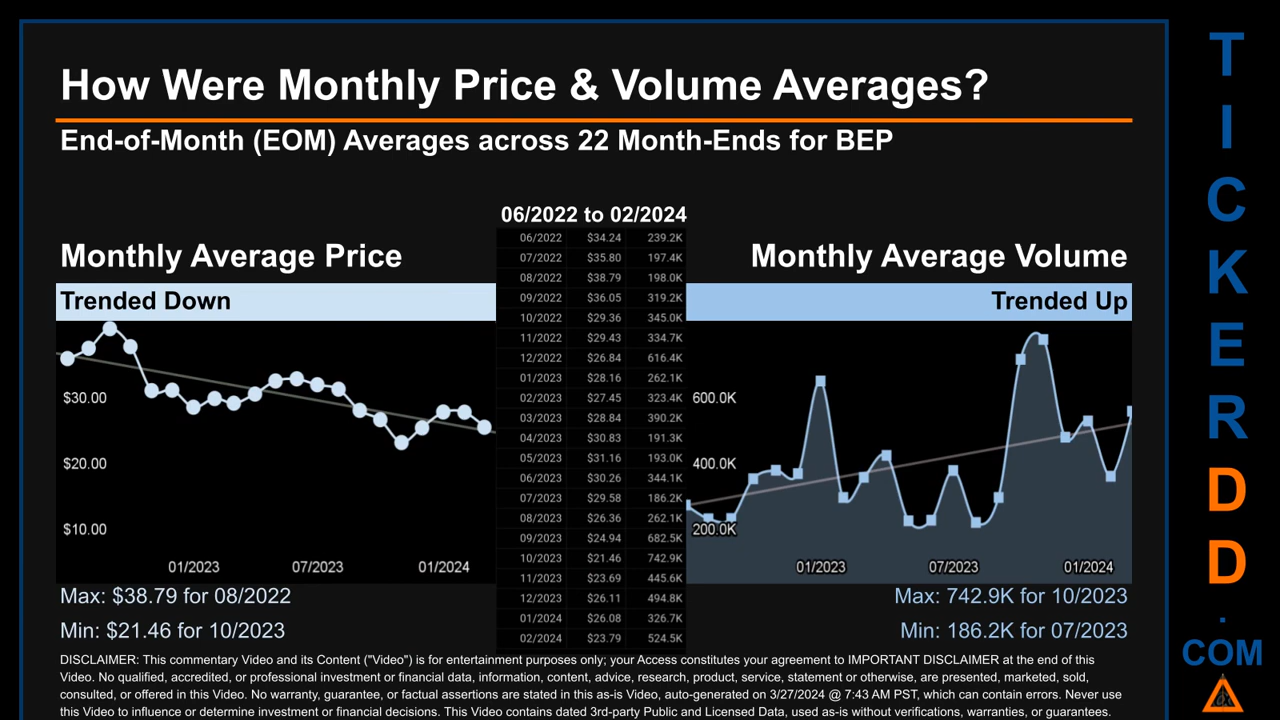 How Were Monthly Price & Volume Averages?
End-of-Month (EOM) Averages across 22 Month-Ends for BEP
06/2022 to 02/2024
Monthly Average Price
Trended Down
$30.00
$20.00
$10.00
01/2023 07/2023 01/2024
Max: $38.79 for 08/2022
Min: $21.46 for 10/2023
06/2022 $34.24 239.2K
07/2022 $35.80 197.4K
08/2022 $38.79 198.0K
09/2022 $36.05 319.2K
10/2022 $29.36 345.0K
11/2022 $29.43 334.7K
12/2022 $26.84 616.4K
01/2023 $28.16 262.1K
02/2023 $27.45 323.4K
03/2023 $28.84 390.2K
04/2023 $30.83 191.3K
05/2023 $31.16 193.0K
06/2023 $30.26 344.1K
07/2023 $29.58 186.2K
08/2023 $26.36 262.1K
09/2023 $24.94 682.5K
10/2023 $21.46 742.9K
11/2023 $23.69 445.6K
12/2023 $26.11 494.8K
01/2024 $26.08 326.7K
02/2024 $23.79 524.5K
Monthly Average Volume
Trended Up
600.0K
400.0K
200.0K
01/2023 07/2023 01/2024
Max: 742.9K for 10/2023
Min: 186.2K for 07/2023
DISCLAIMER: This commentary Video and its Content ("Video") is for entertainment purposes only; your Access constitutes your agreement to IMPORTANT DISCLAIMER at the end of this
Video. No qualified, accredited, or professional investment or financial data, information, content, advice, research, product, service, statement or otherwise, are presented, marketed, sold,
consulted, or offered in this Video. No warranty, guarantee, or factual assertions are stated in this as-is Video, auto-generated on 3/27/2024 @ 7:43 AM PST, which can contain errors. Never use
this Video to influence or determine investment or financial decisions. This Video contains dated 3rd-party Public and Licensed Data, used as-is without verifications, warranties, or guarantees.
T
I
C
K
E
R
D
D
.
COM